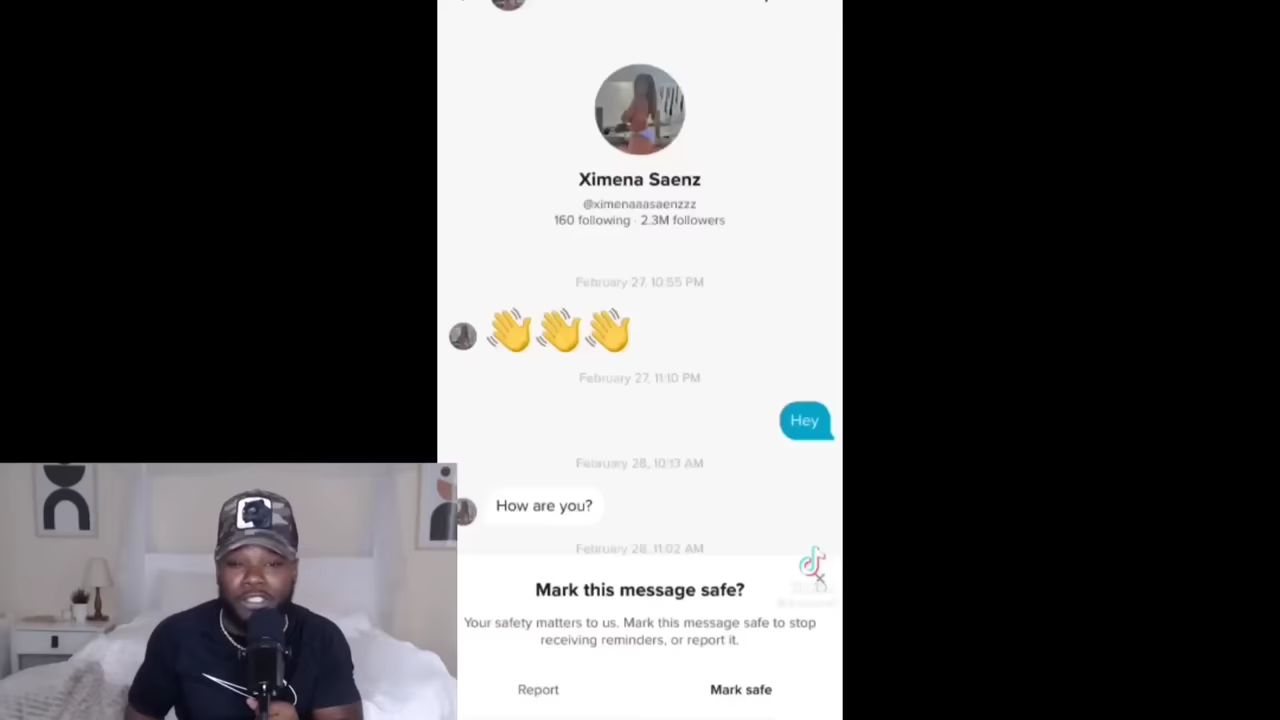 Ximena Saenz
@ximenaaasaenzzz
160 following · 2.3M followers
February 27, 10:55 PM
👋👋👋
February 27, 11:10 PM
Hey
February 28, 10:13 AM
How are you?
February 28, 11:02 AM
Mark this message safe?
Your safety matters to us. Mark this message safe to stop
receiving reminders, or report it.
Report
Mark safe